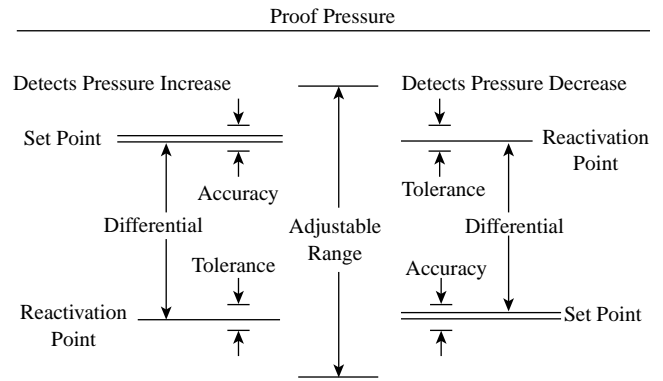 Proof Pressure
Detects Pressure Increase
Detects Pressure Decrease
Set Point
Reactivation
Point
Accuracy
Tolerance
Differential
Adjustable
Range
Differential
Tolerance
Accuracy
Reactivation
Point
Set Point